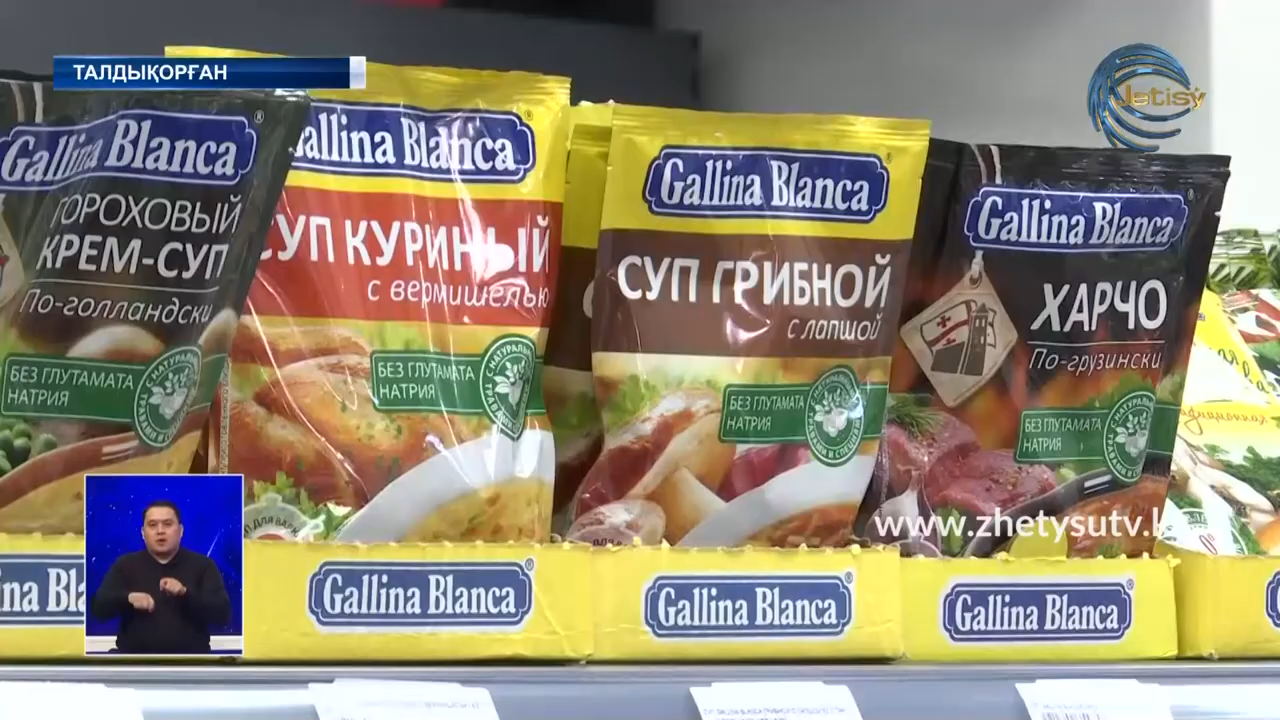 ТАЛДЫҚОРҒАН
Jetisý
Gallina Blanca
ГОРОХОВЫЙ
КРЕМ-СУП
По-голландски
БЕЗ ГЛУТАМАТА
НАТРИЯ
Gallina Blanca
СУП КУРИНЫЙ
с вермишелью
БЕЗ ГЛУТАМАТА
НАТРИЯ
Gallina Blanca
СУП ГРИБНОЙ
с лапшой
БЕЗ ГЛУТАМАТА
НАТРИЯ
Gallina Blanca
ХАРЧО
По-грузински
БЕЗ ГЛУТАМАТА
НАТРИЯ
www.zhetysutv.k
Gallina Blanca
Gallina Blanca
Gallina Blanca